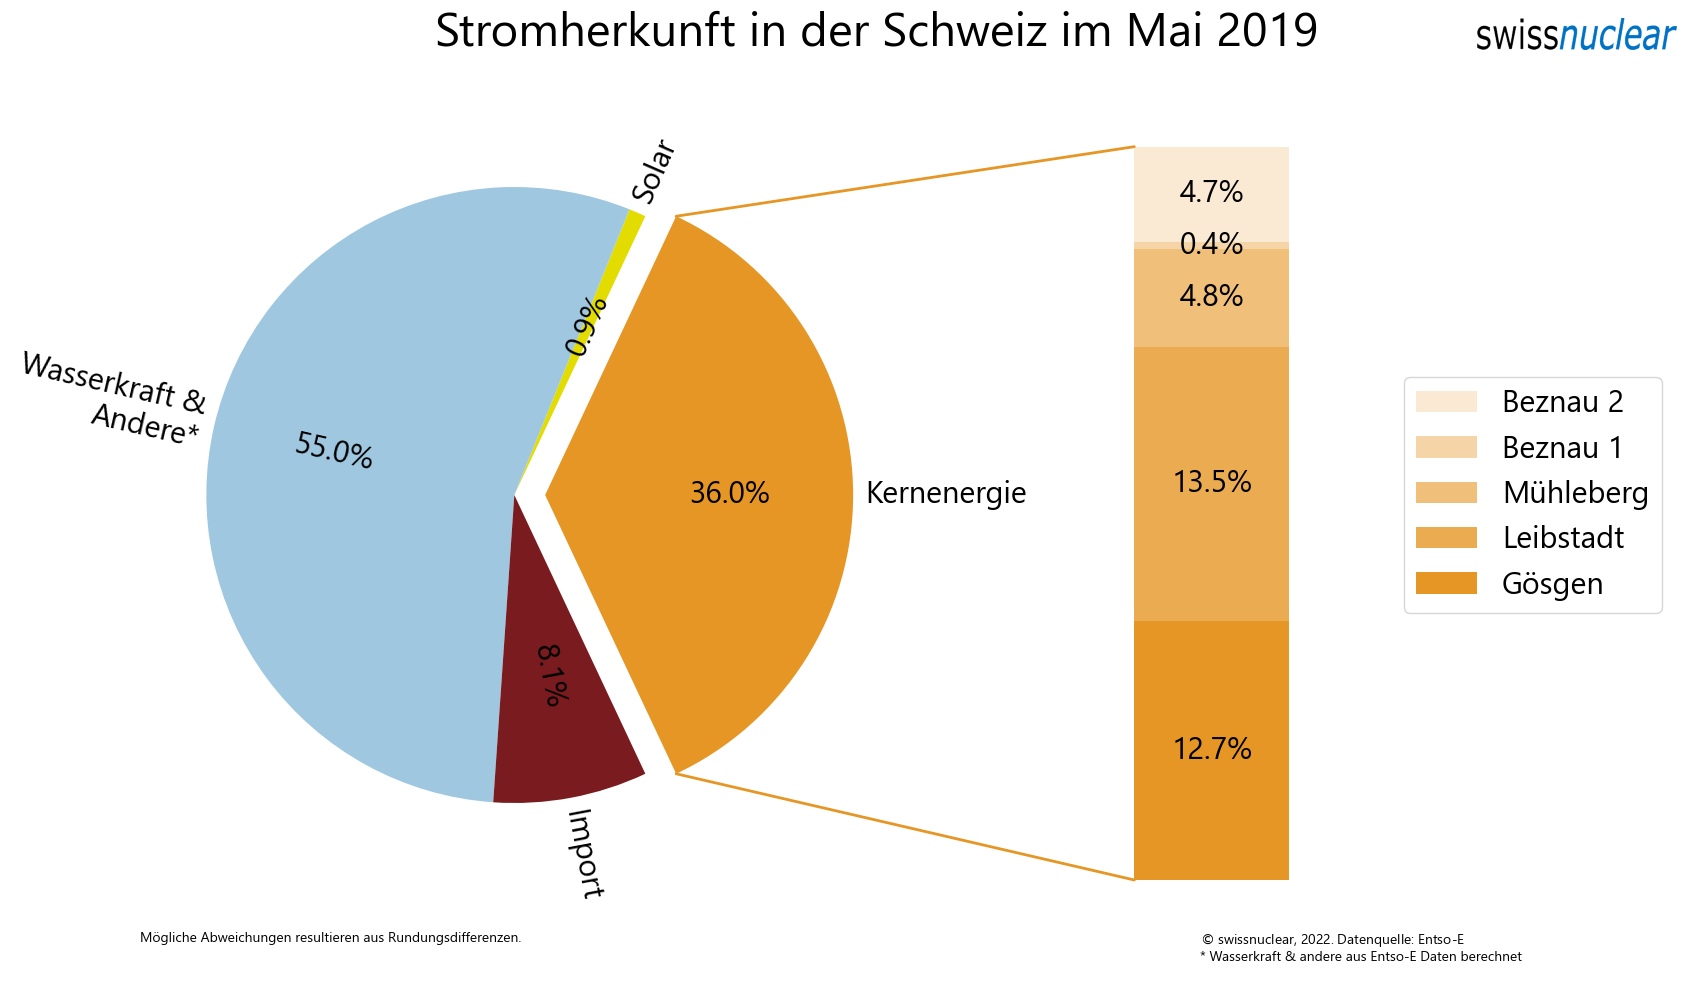 Stromherkunft in der Schweiz im Mai 2019
swissnuclear
Solar
0.9%
Wasserkraft &
Andere*
55.0%
36.0%
Kernenergie
8.1%
Import
4.7%
0.4%
4.8%
13.5%
12.7%
Beznau 2
Beznau 1
Mühleberg
Leibstadt
Gösgen
Mögliche Abweichungen resultieren aus Rundungsdifferenzen.
© swissnuclear, 2022. Datenquelle: Entso-E
* Wasserkraft & andere aus Entso-E Daten berechnet